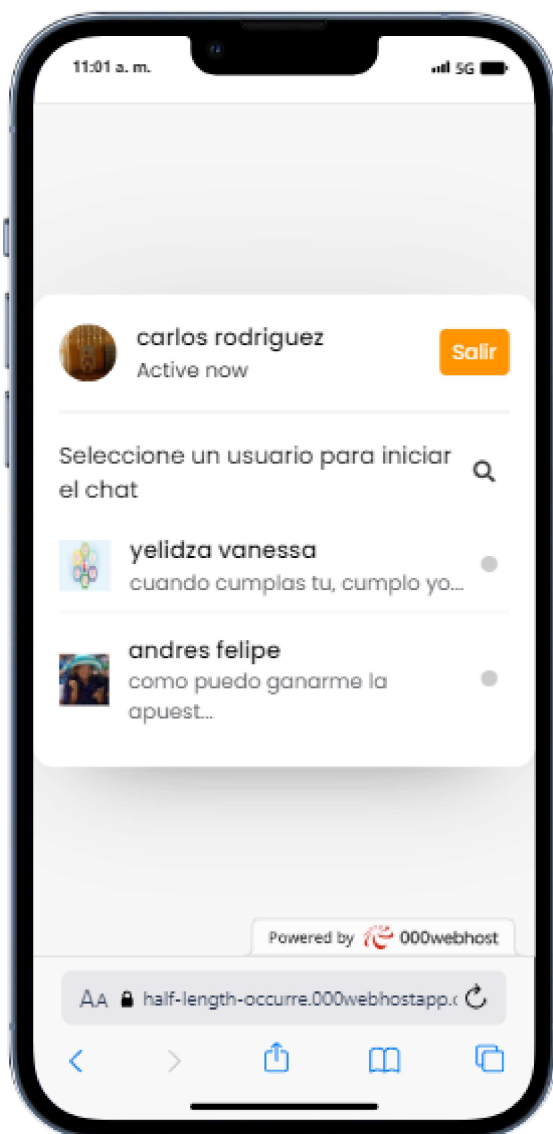 11:01 a. m.
5G
carlos rodriguez
Active now
Salir
Seleccione un usuario para iniciar
el chat
yelidza vanessa
cuando cumplas tu, cumplo yo...
andres felipe
como puedo ganarme la
apuest...
Powered by 000webhost
AA half-length-occurre.000webhostapp.c